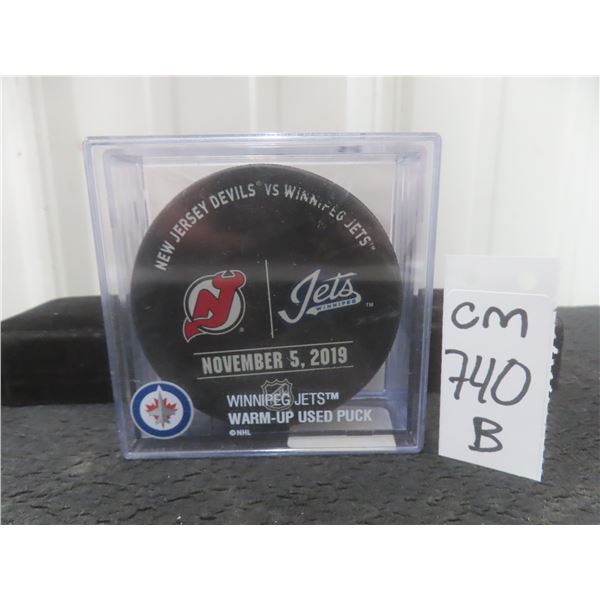 NEW JERSEY DEVILS® VS WINNIPEG JETS™
Jets ™
WINNIPEG
NOVEMBER 5, 2019
WINNIPEG JETS™
WARM-UP USED PUCK
© NHL
CM
740
B